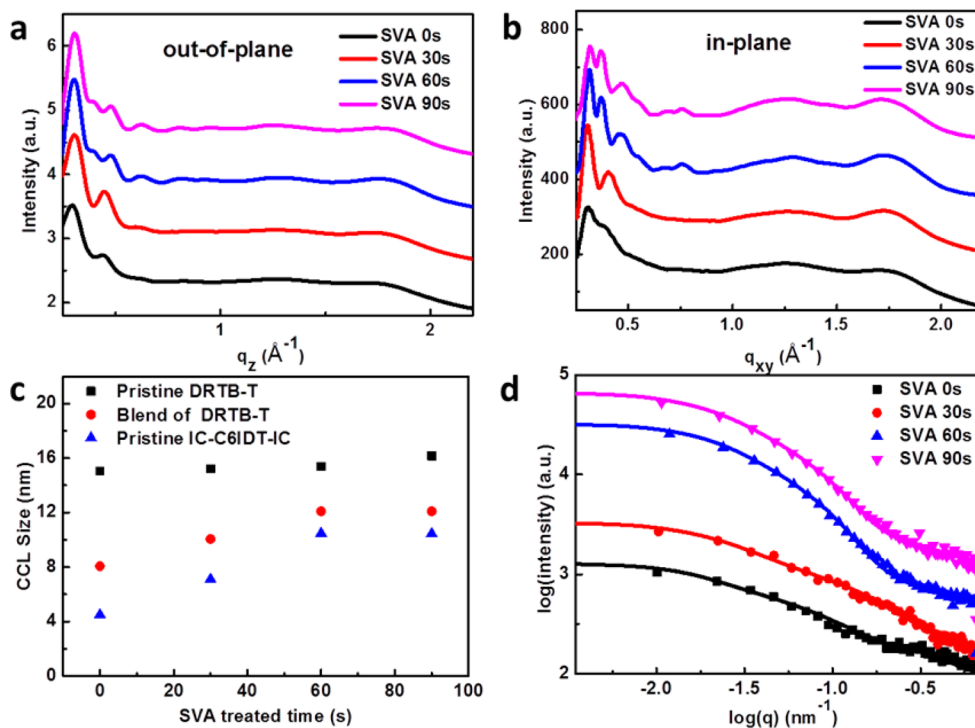 a
out-of-plane
SVA 0s
SVA 30s
SVA 60s
SVA 90s
6
5
4
3
2
Intensity (a.u.)
1
2
q_z (Å⁻¹)
b
in-plane
SVA 0s
SVA 30s
SVA 60s
SVA 90s
800
600
400
200
Intensity (a.u.)
0.5
1.0
1.5
2.0
q_xy (Å⁻¹)
c
Pristine DRTB-T
Blend of DRTB-T
Pristine IC-C6IDT-IC
20
16
12
8
4
0
CCL Size (nm)
0
20
40
60
80
100
SVA treated time (s)
d
SVA 0s
SVA 30s
SVA 60s
SVA 90s
5
4
3
2
log(intensity) (a.u.)
-2.0
-1.5
-1.0
-0.5
log(q) (nm⁻¹)